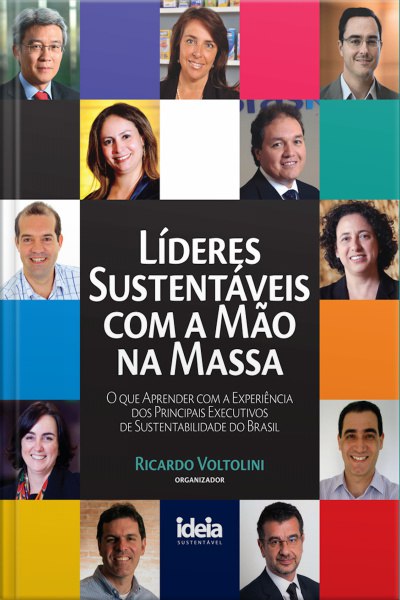 LÍDERES
SUSTENTÁVEIS
COM A MÃO
NA MASSA
O QUE APRENDER COM A EXPERIÊNCIA
DOS PRINCIPAIS EXECUTIVOS
DE SUSTENTABILIDADE DO BRASIL
RICARDO VOLTOLINI
ORGANIZADOR
ideia
SUSTENTÁVEL